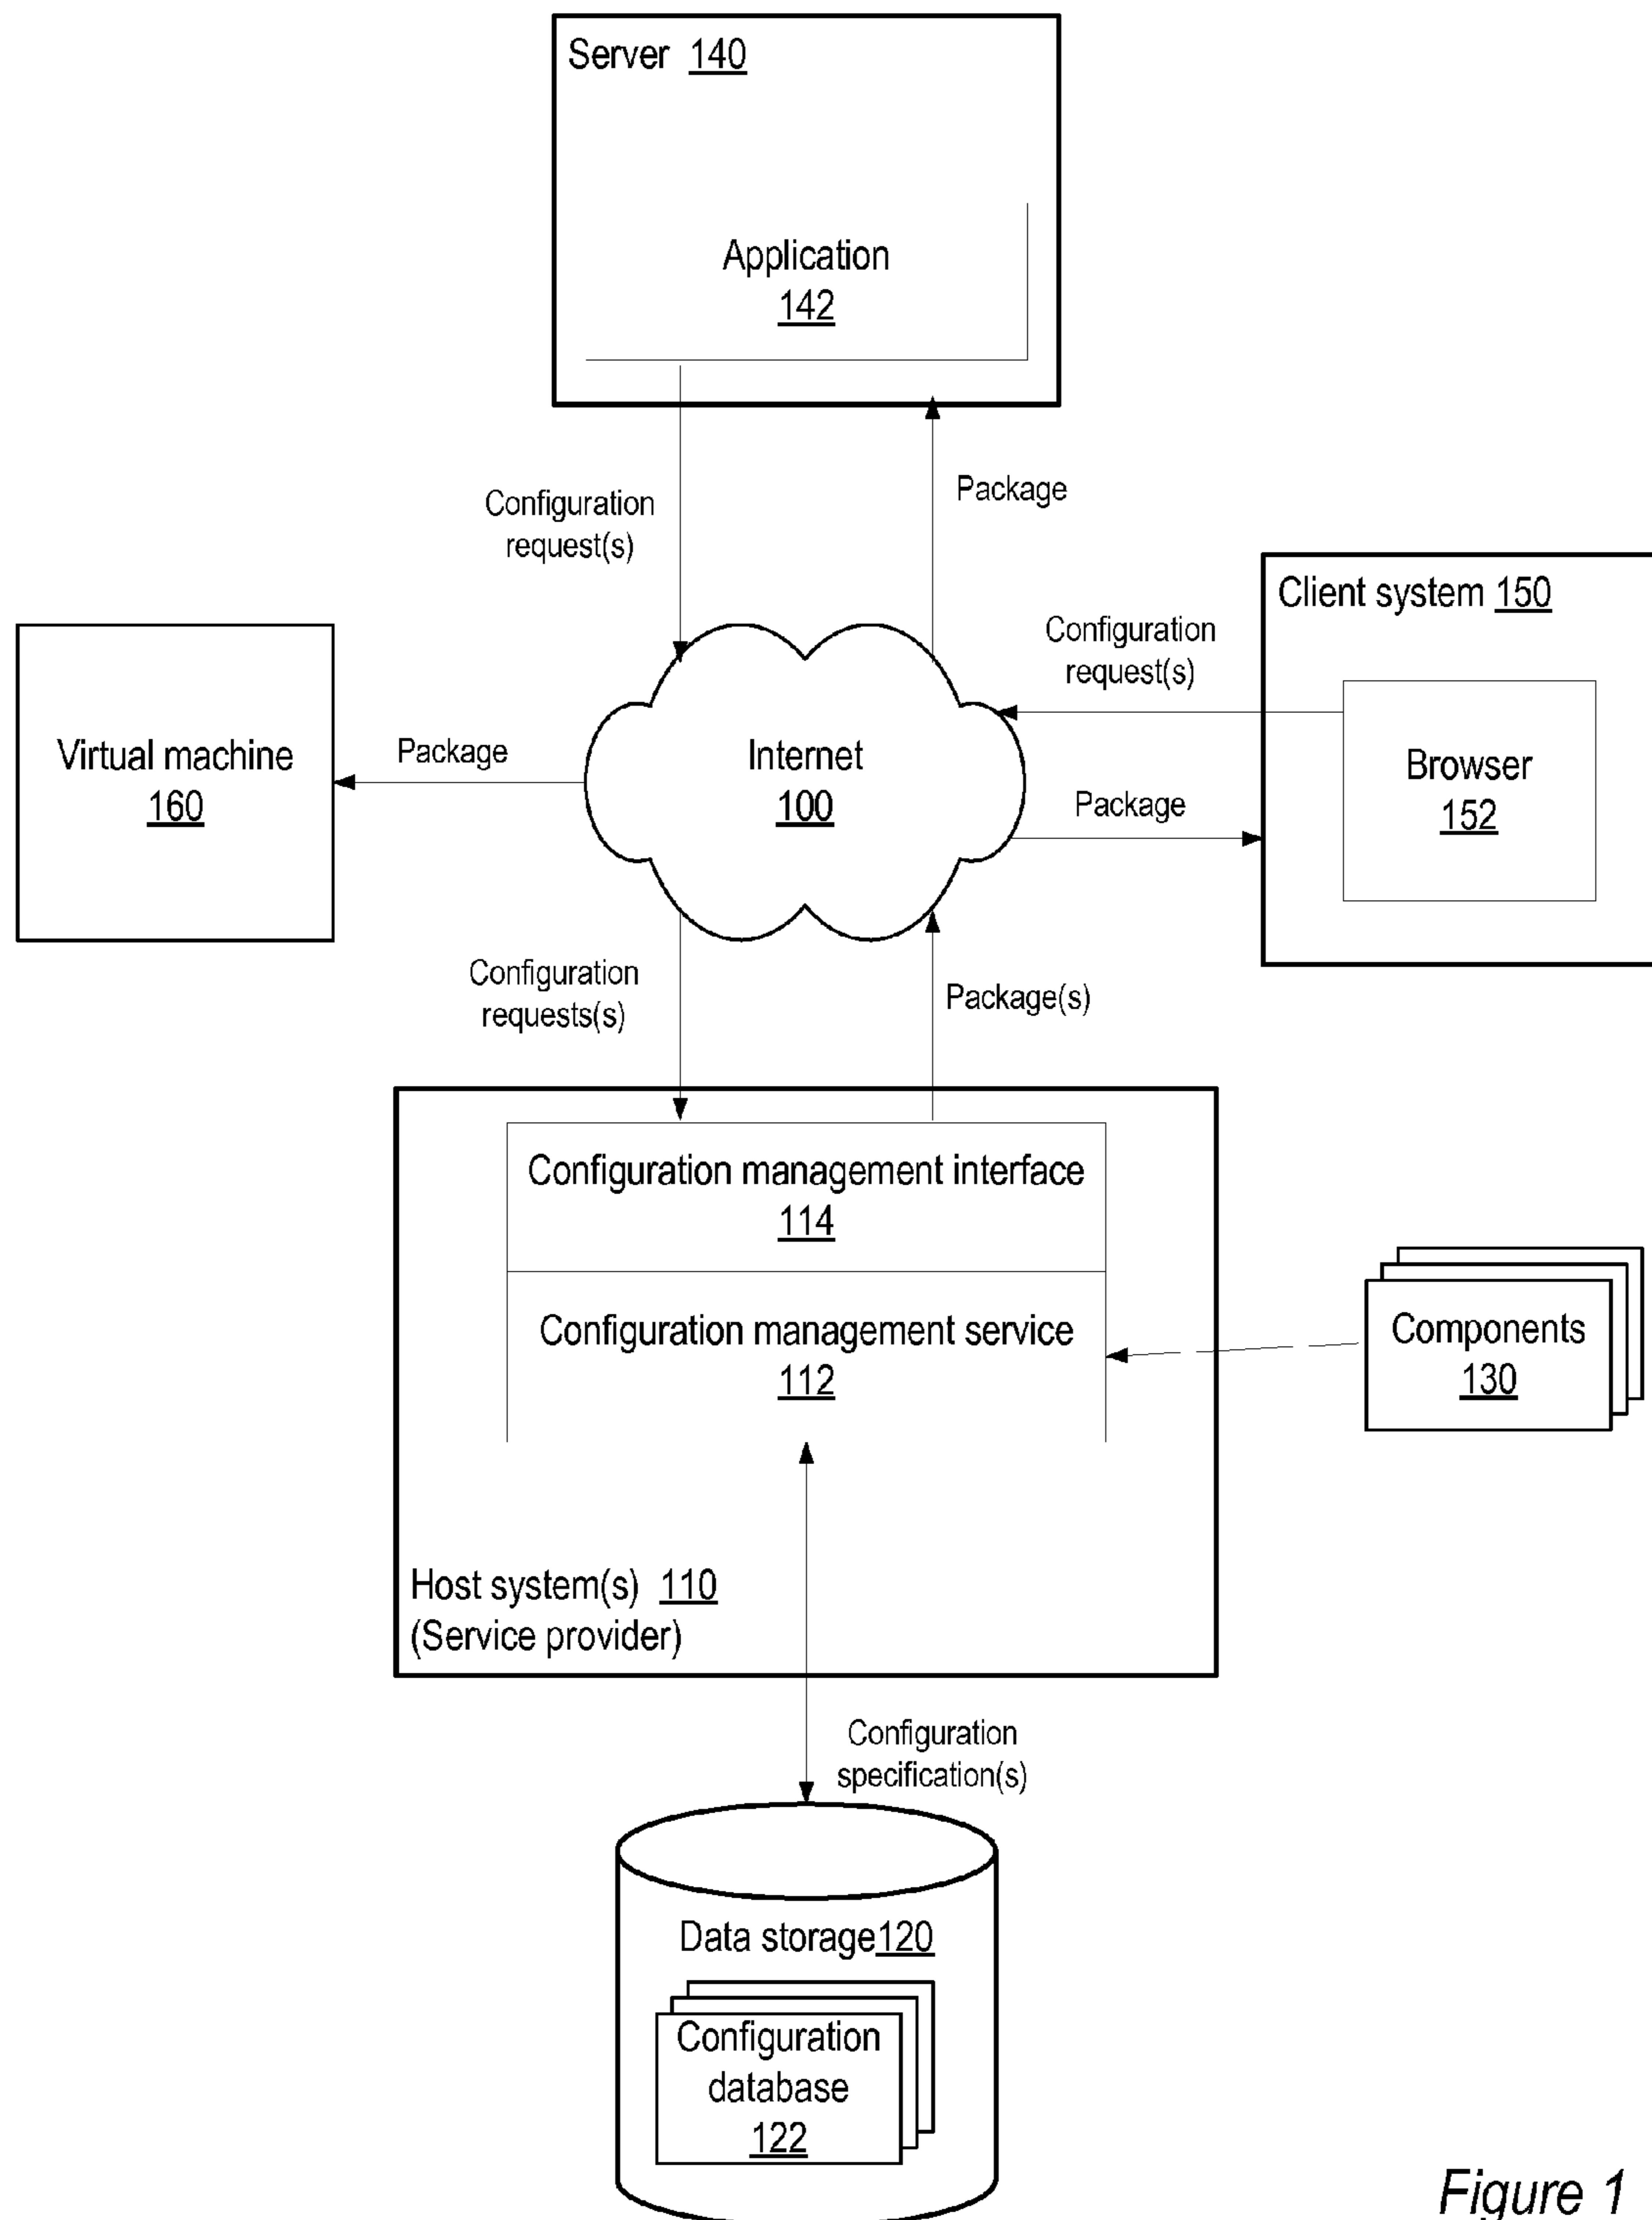 Server 140
Application
142
Configuration
request(s)
Package
Client system 150
Configuration
request(s)
Virtual machine
160
Package
Internet
100
Browser
152
Package
Configuration
requests(s)
Package(s)
Configuration management interface
114
Configuration management service
112
Components
130
Host system(s) 110
(Service provider)
Configuration
specification(s)
Data storage120
Configuration
database
122
Figure 1